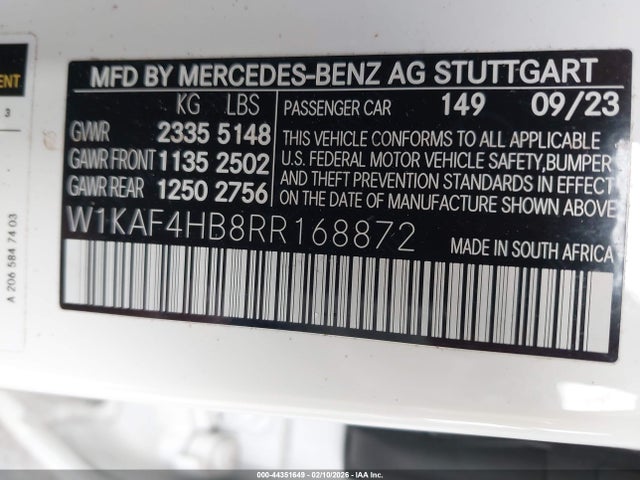 MFD BY MERCEDES-BENZ AG STUTTGART
KG LBS
GVWR 2335 5148
GAWR FRONT 1135 2502
GAWR REAR 1250 2756
PASSENGER CAR 149 09/23
THIS VEHICLE CONFORMS TO ALL APPLICABLE
U.S. FEDERAL MOTOR VEHICLE SAFETY, BUMPER
AND THEFT PREVENTION STANDARDS IN EFFECT
ON THE DATE OF MANUFACTURE SHOWN ABOVE.
W1KAF4HB8RR168872
MADE IN SOUTH AFRICA
3
A 206 584 74 03
000-44351649 - 02/10/2026 - IAA Inc.